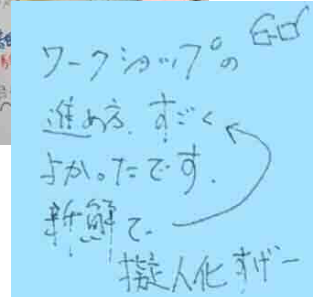 ワークショップの
進め方、すごく
よかったです。
新鮮で
擬人化すげー